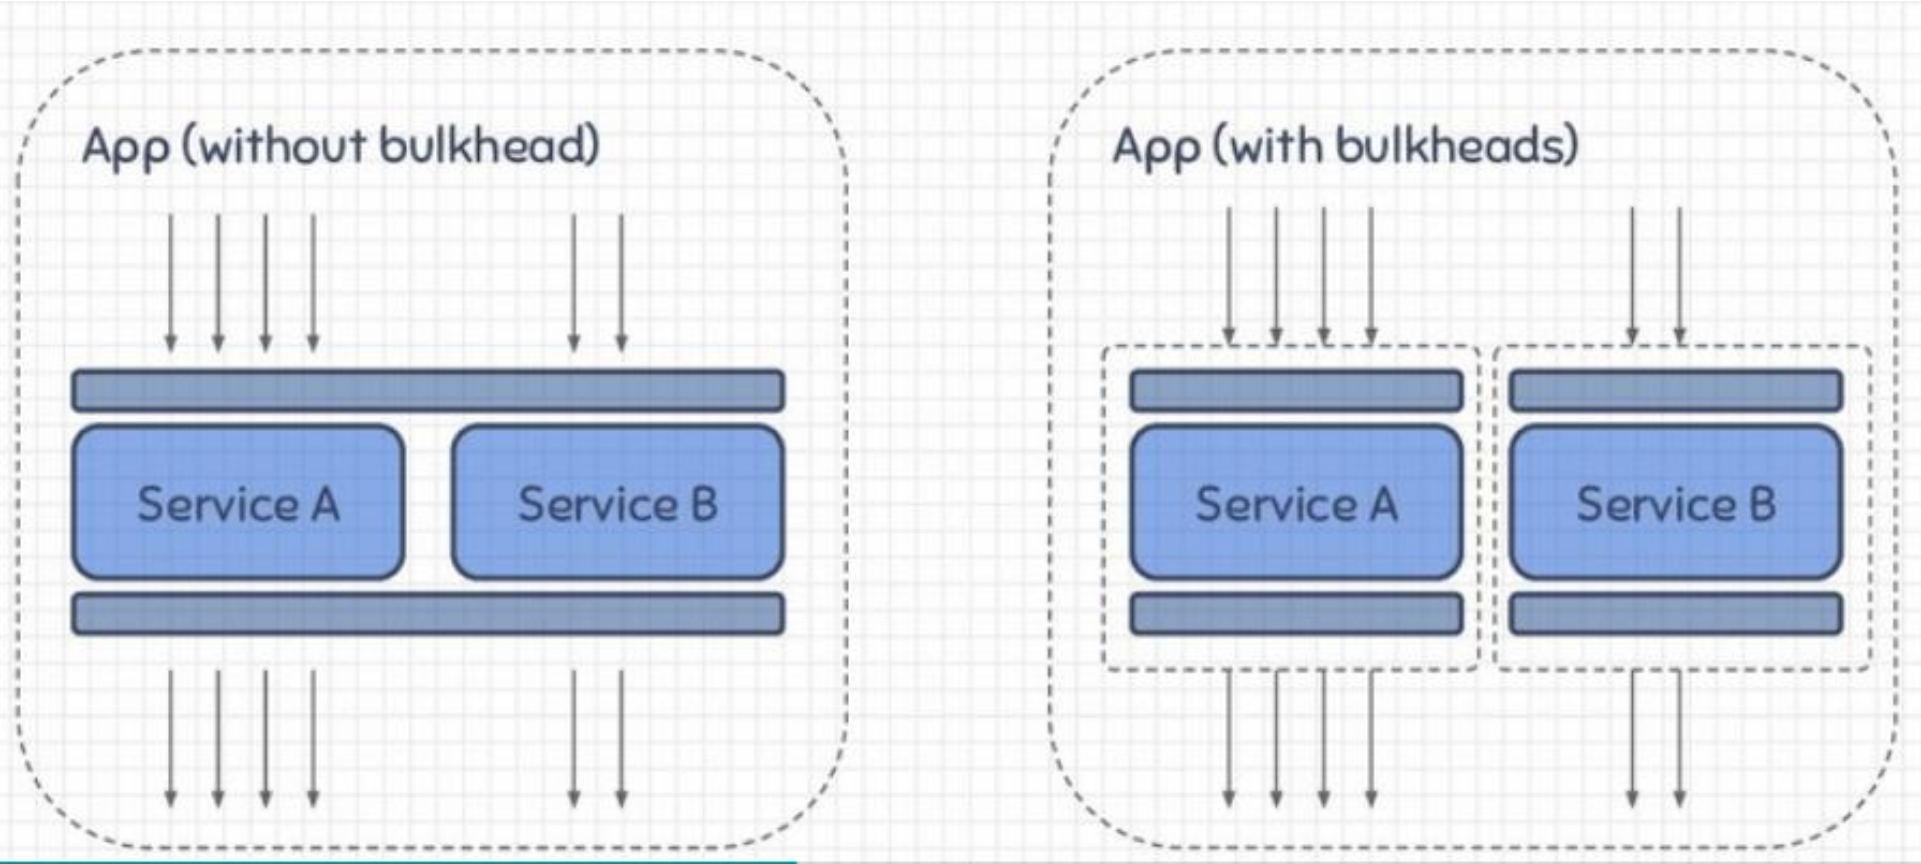 App (without bulkhead)
Service A
Service B
App (with bulkheads)
Service A
Service B